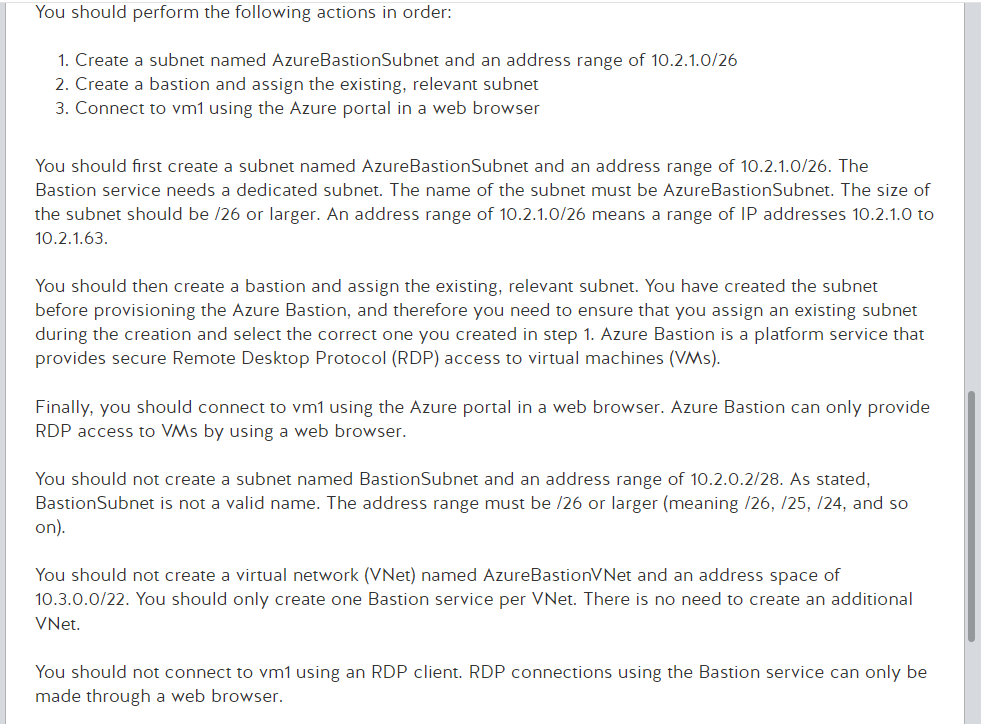 You should perform the following actions in order:
1. Create a subnet named AzureBastionSubnet and an address range of 10.2.1.0/26
2. Create a bastion and assign the existing, relevant subnet
3. Connect to vm1 using the Azure portal in a web browser
You should first create a subnet named AzureBastionSubnet and an address range of 10.2.1.0/26. The
Bastion service needs a dedicated subnet. The name of the subnet must be AzureBastionSubnet. The size of
the subnet should be /26 or larger. An address range of 10.2.1.0/26 means a range of IP addresses 10.2.1.0 to
10.2.1.63.
You should then create a bastion and assign the existing, relevant subnet. You have created the subnet
before provisioning the Azure Bastion, and therefore you need to ensure that you assign an existing subnet
during the creation and select the correct one you created in step 1. Azure Bastion is a platform service that
provides secure Remote Desktop Protocol (RDP) access to virtual machines (VMs).
Finally, you should connect to vm1 using the Azure portal in a web browser. Azure Bastion can only provide
RDP access to VMs by using a web browser.
You should not create a subnet named BastionSubnet and an address range of 10.2.0.2/28. As stated,
BastionSubnet is not a valid name. The address range must be /26 or larger (meaning /26, /25, /24, and so
on).
You should not create a virtual network (VNet) named AzureBastionVNet and an address space of
10.3.0.0/22. You should only create one Bastion service per VNet. There is no need to create an additional
VNet.
You should not connect to vm1 using an RDP client. RDP connections using the Bastion service can only be
made through a web browser.